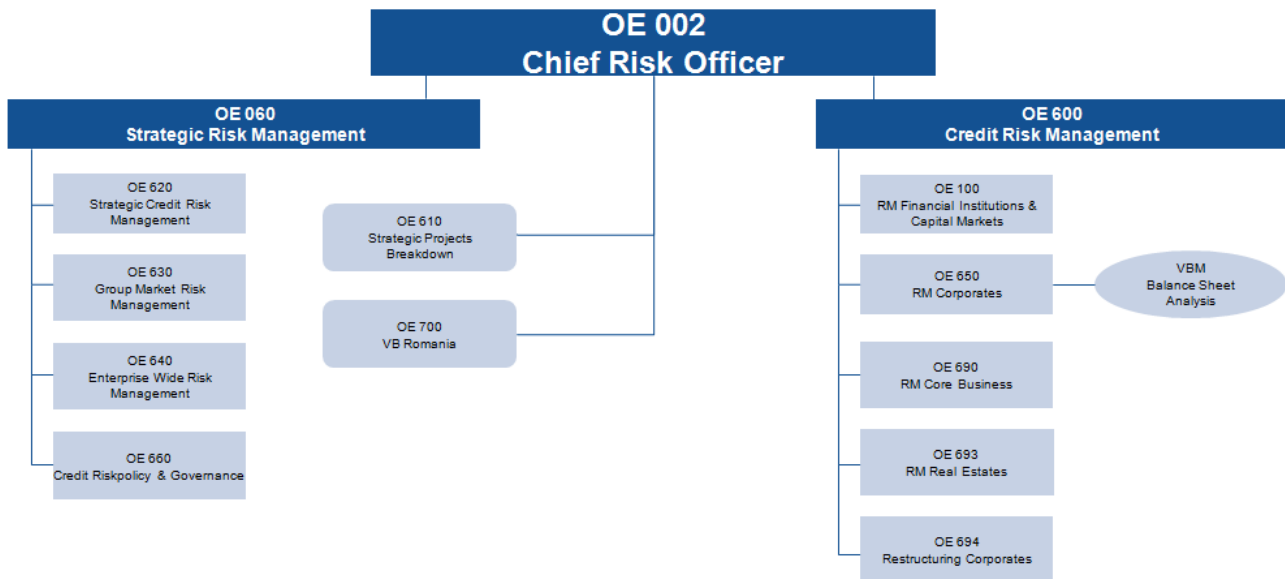 OE 002
Chief Risk Officer
OE 060
Strategic Risk Management
OE 600
Credit Risk Management
OE 620
Strategic Credit Risk
Management
OE 630
Group Market Risk
Management
OE 640
Enterprise Wide Risk
Management
OE 660
Credit Riskpolicy & Governance
OE 610
Strategic Projects
Breakdown
OE 700
VB Romania
OE 100
RM Financial Institutions &
Capital Markets
OE 650
RM Corporates
VBM
Balance Sheet
Analysis
OE 690
RM Core Business
OE 693
RM Real Estates
OE 694
Restructuring Corporates